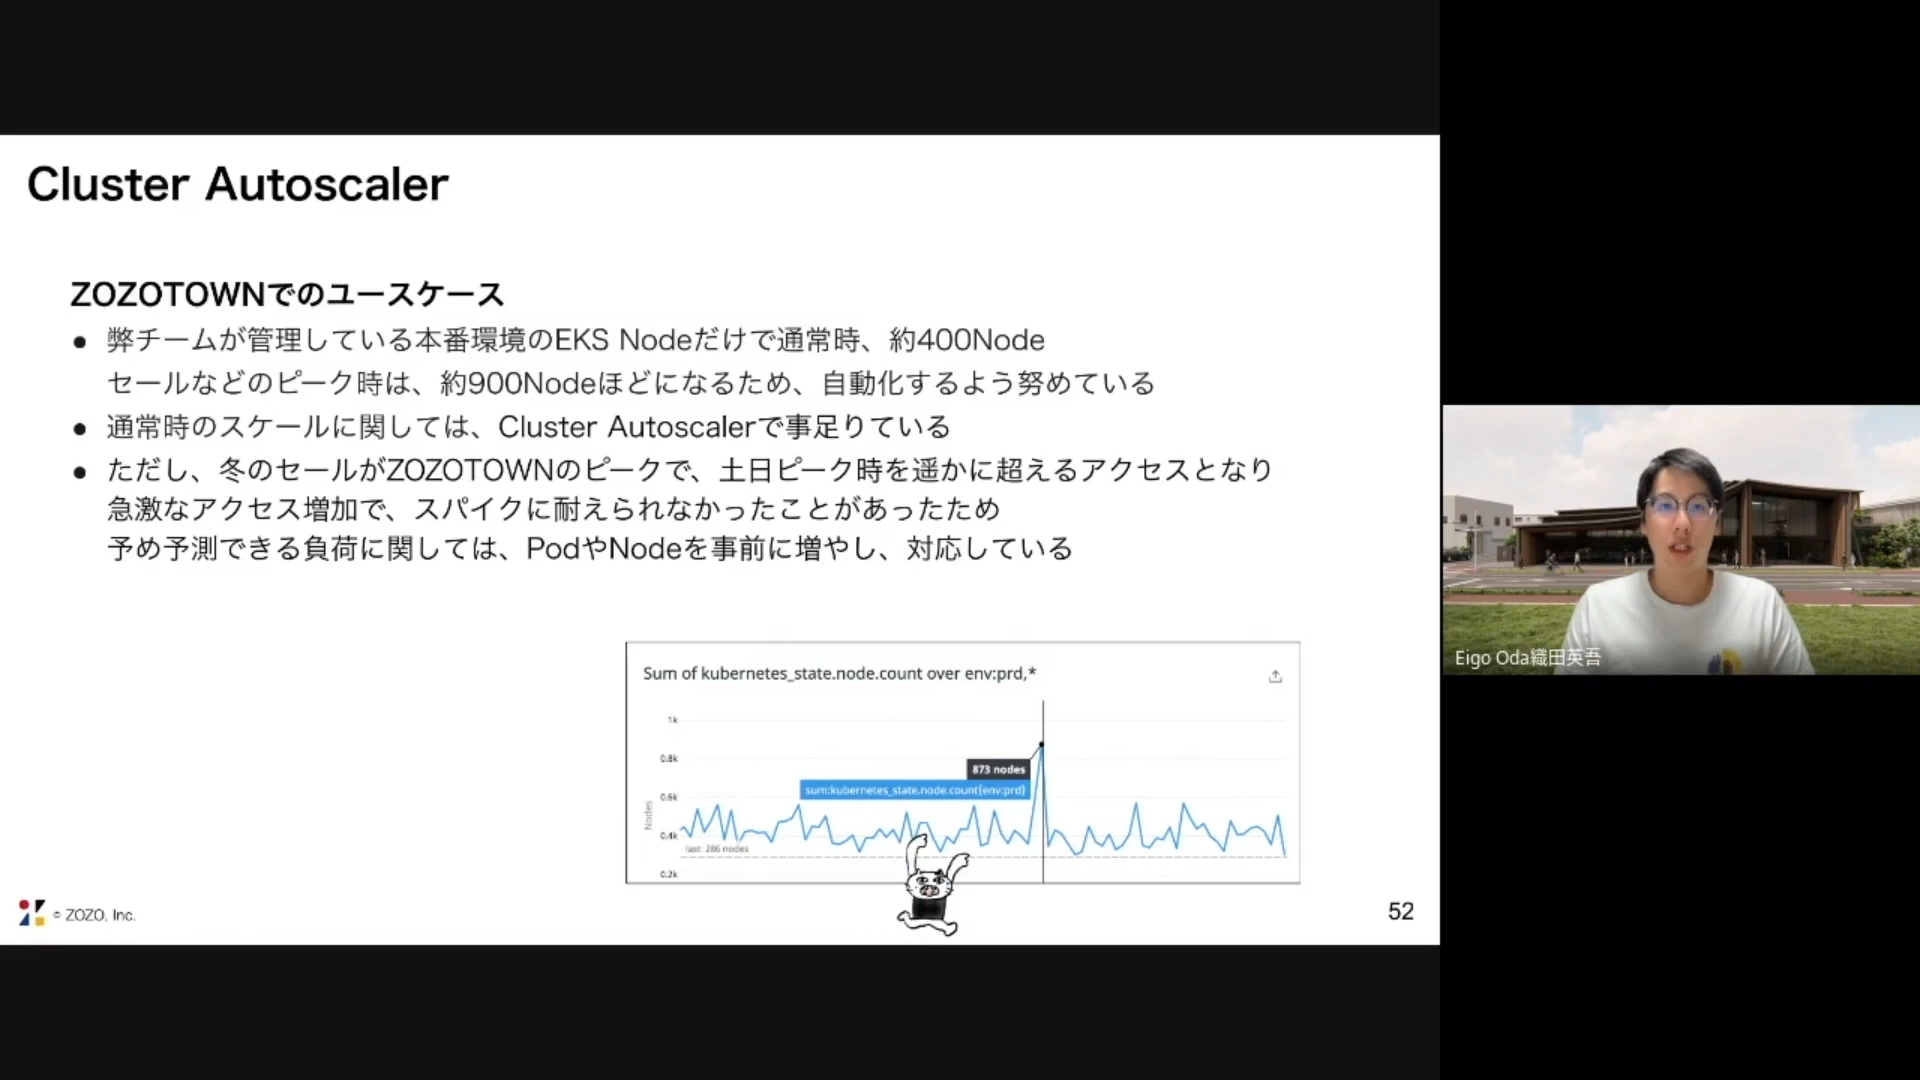 Cluster Autoscaler
ZOZOTOWNでのユースケース
● 弊チームが管理している本番環境のEKS Nodeだけで通常時、約400Node
セールなどのピーク時は、約900Nodeほどになるため、自動化するよう努めている
● 通常時のスケールに関しては、Cluster Autoscalerで事足りている
● ただし、冬のセールがZOZOTOWNのピークで、土日ピーク時を遥かに超えるアクセスとなり
急激なアクセス増加で、スパイクに耐えられなかったことがあったため
予め予測できる負荷に関しては、PodやNodeを事前に増やし、対応している
Sum of kubernetes_state.node.count over env:prd,*
1k
0.8k
873 nodes
sum:kubernetes_state.node.count{env:prd}
0.6k
Nodes
0.4k
last: 286 nodes
0.2k
© ZOZO, Inc.
52
Eigo Oda織田英吾